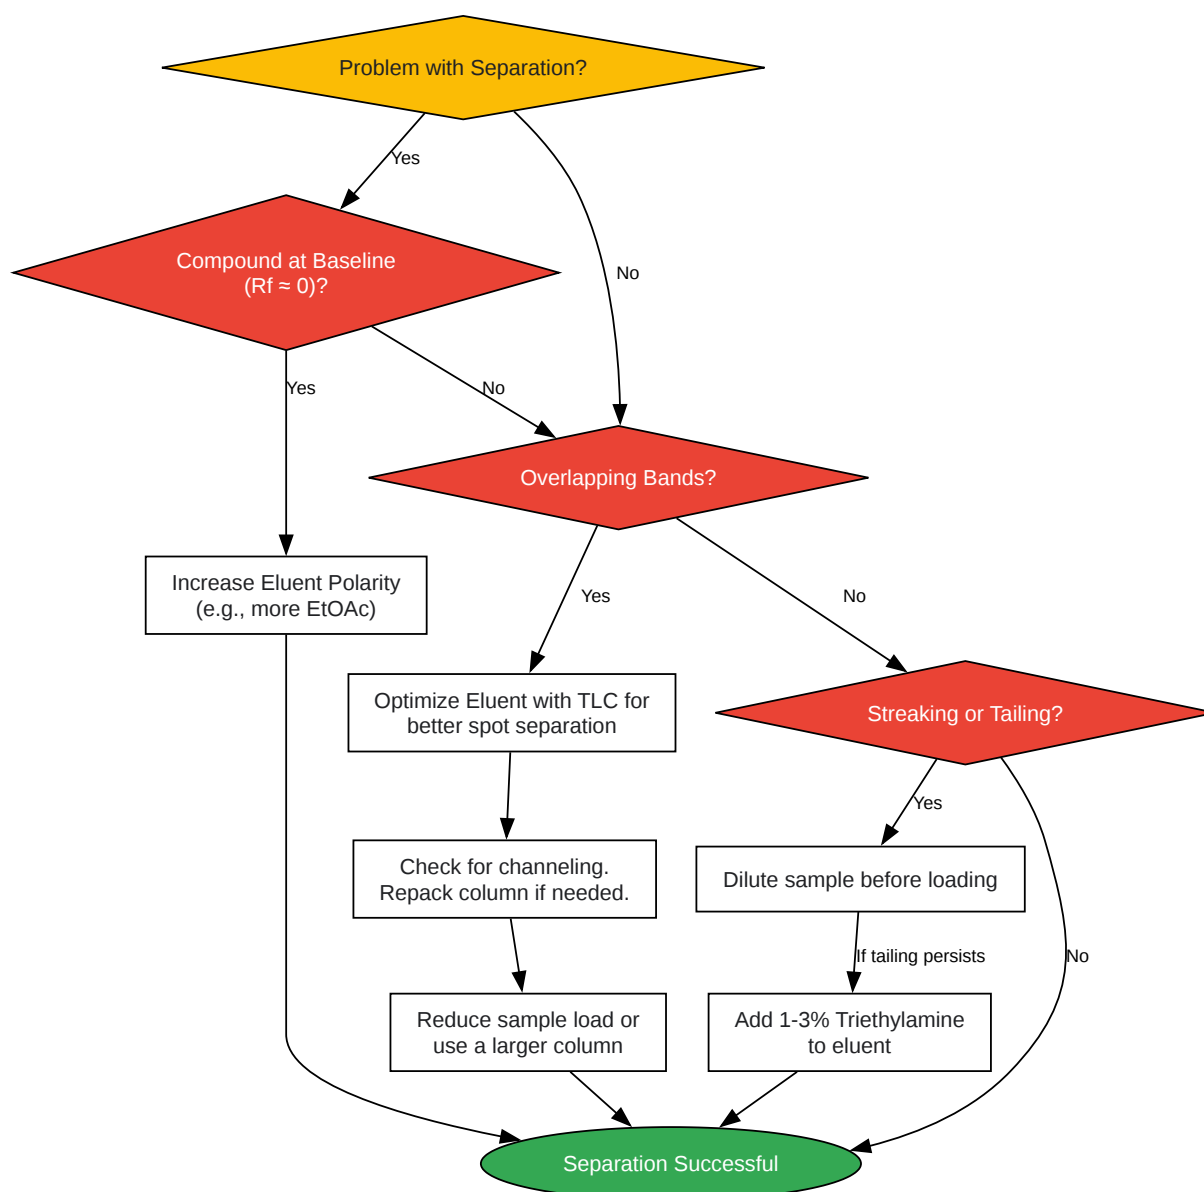 Problem with Separation?
Yes
No
Compound at Baseline
(Rf ≈ 0)?
Yes
No
Overlapping Bands?
Yes
No
Increase Eluent Polarity
(e.g., more EtOAc)
Optimize Eluent with TLC for
better spot separation
Streaking or Tailing?
Yes
No
Check for channeling.
Repack column if needed.
Dilute sample before loading
If tailing persists
Reduce sample load or
use a larger column
Add 1-3% Triethylamine
to eluent
Separation Successful